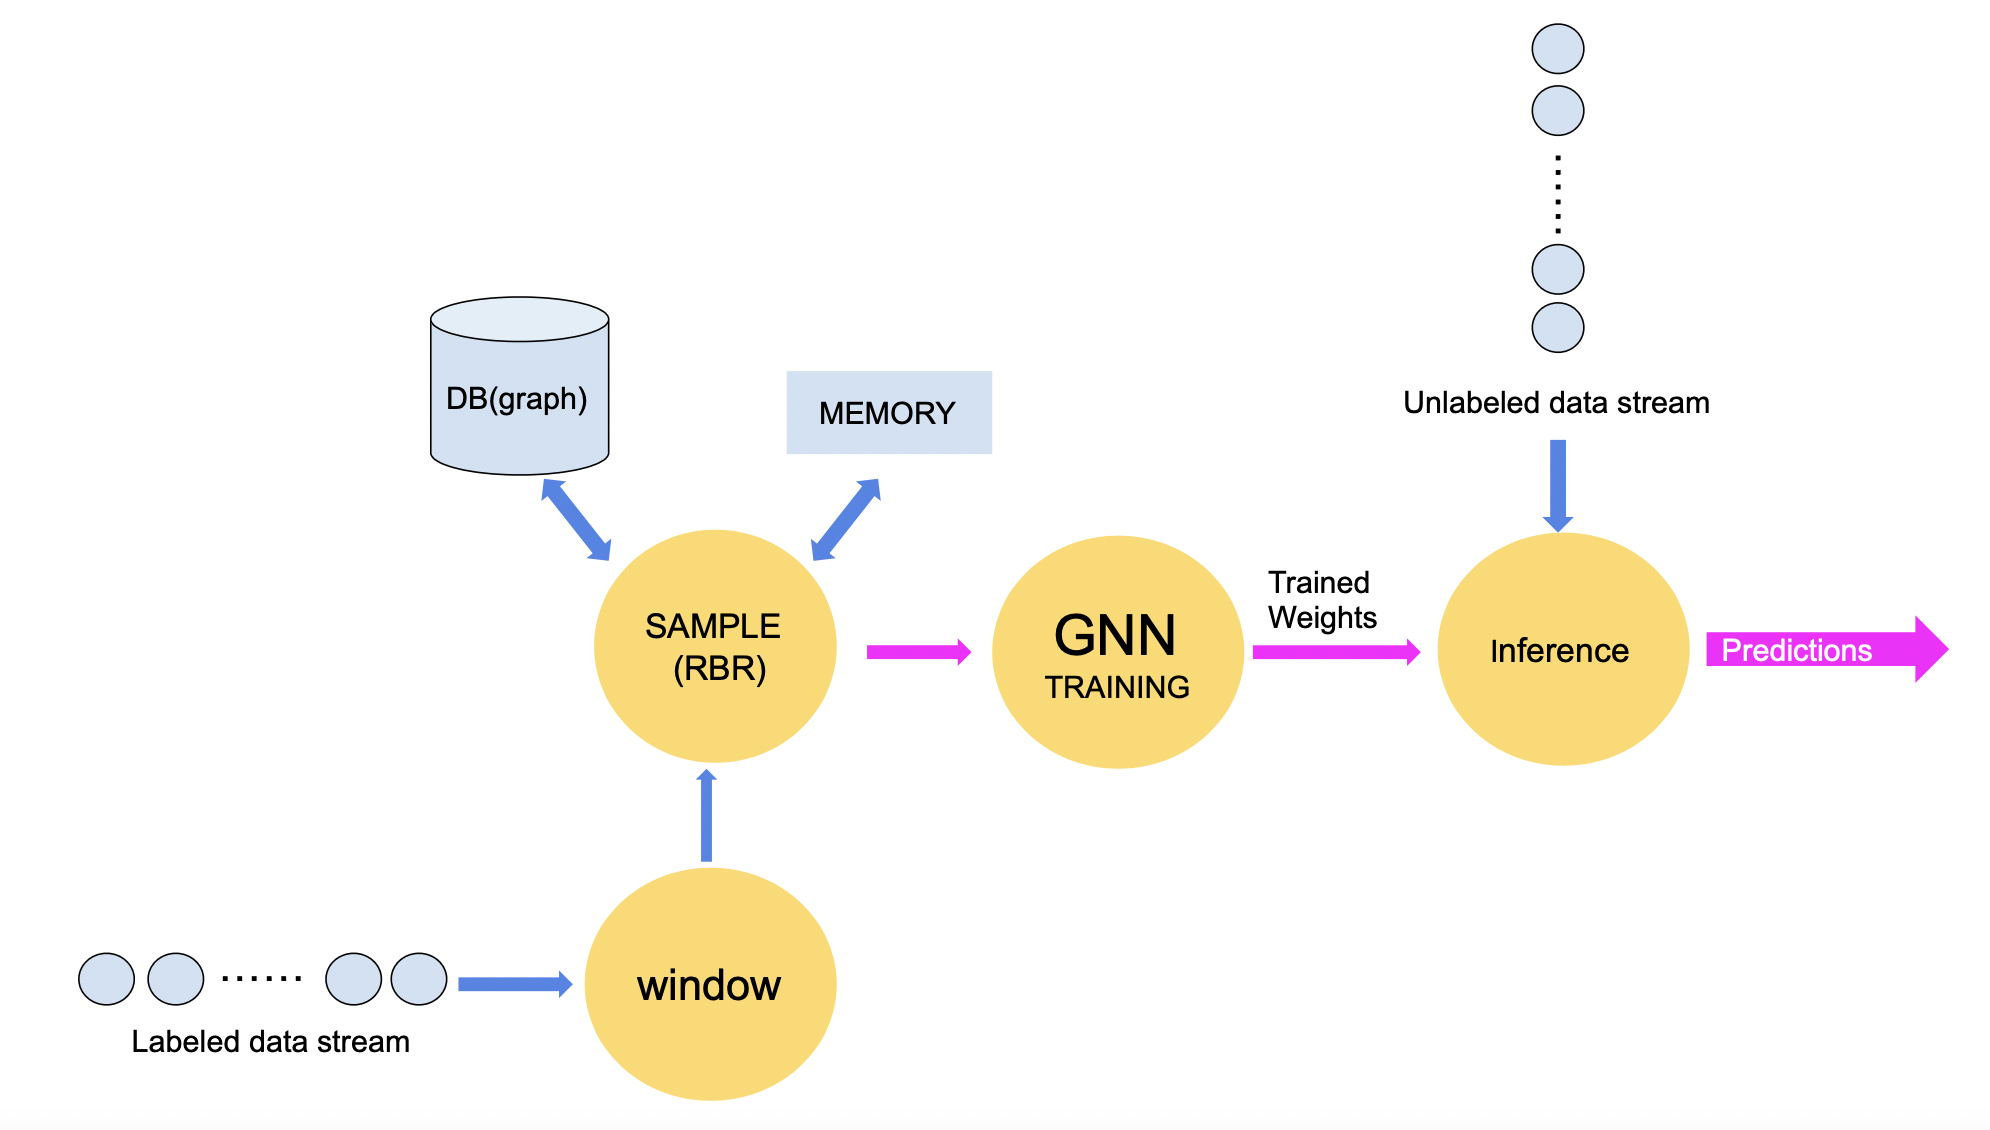 Unlabeled data stream
DB(graph)
MEMORY
SAMPLE
(RBR)
GNN
TRAINING
Trained
Weights
Inference
Predictions
window
Labeled data stream